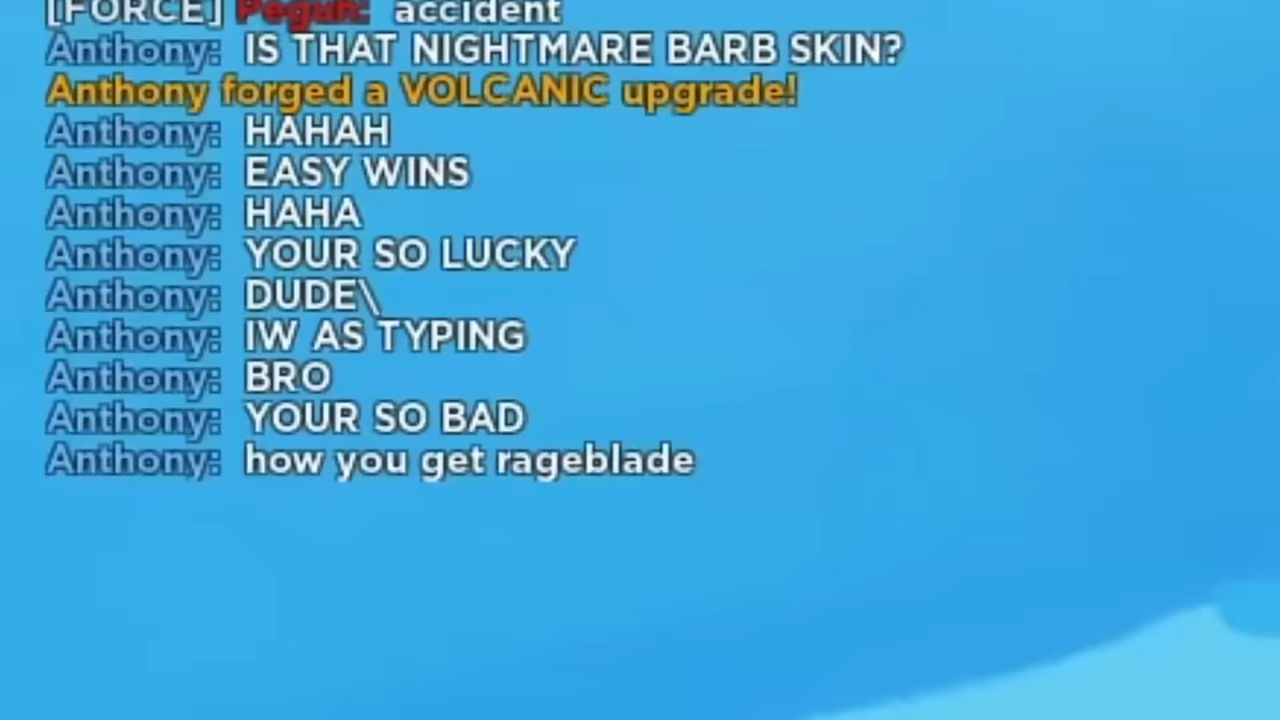 [FORCE] Peguh: accident
Anthony: IS THAT NIGHTMARE BARB SKIN?
Anthony forged a VOLCANIC upgrade!
Anthony: HAHAH
Anthony: EASY WINS
Anthony: HAHA
Anthony: YOUR SO LUCKY
Anthony: DUDE\
Anthony: IW AS TYPING
Anthony: BRO
Anthony: YOUR SO BAD
Anthony: how you get rageblade